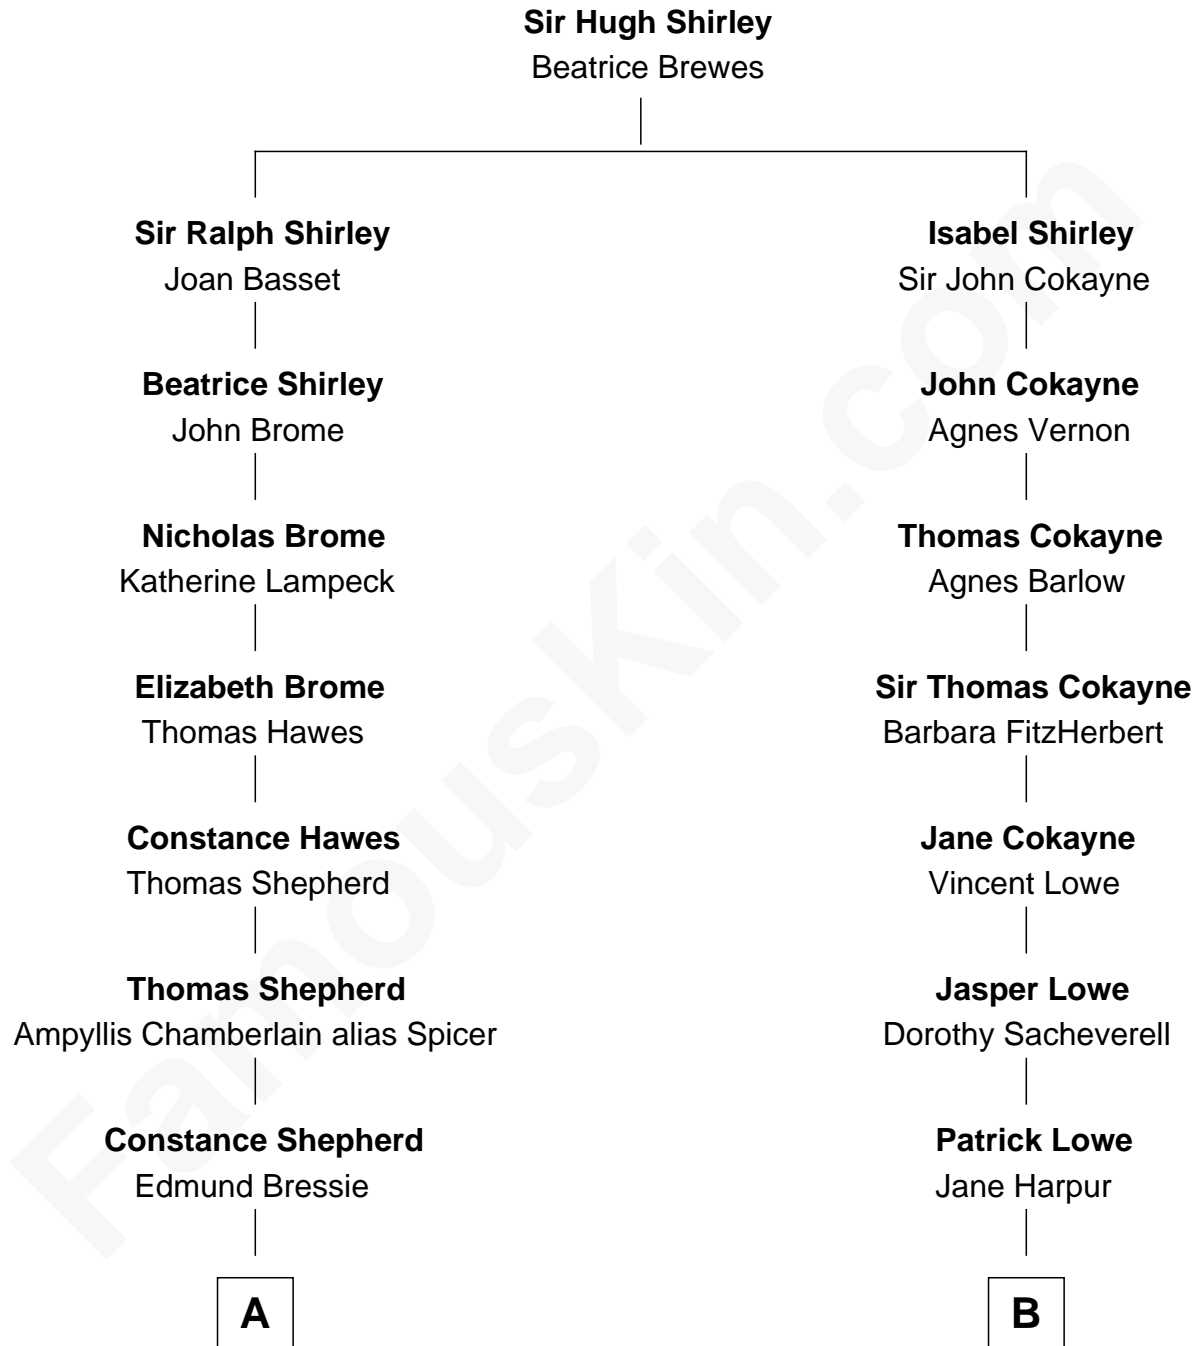 Sir Hugh Shirley
Beatrice Brewes
Sir Ralph Shirley
Joan Basset
Isabel Shirley
Sir John Cokayne
Beatrice Shirley
John Brome
John Cokayne
Agnes Vernon
Nicholas Brome
Katherine Lampeck
Thomas Cokayne
Agnes Barlow
Elizabeth Brome
Thomas Hawes
Sir Thomas Cokayne
Barbara FitzHerbert
Constance Hawes
Thomas Shepherd
Jane Cokayne
Vincent Lowe
Thomas Shepherd
Ampyllis Chamberlain alias Spicer
Jasper Lowe
Dorothy Sacheverell
Constance Shepherd
Edmund Bressie
Patrick Lowe
Jane Harpur
A
B
FamousKin.com